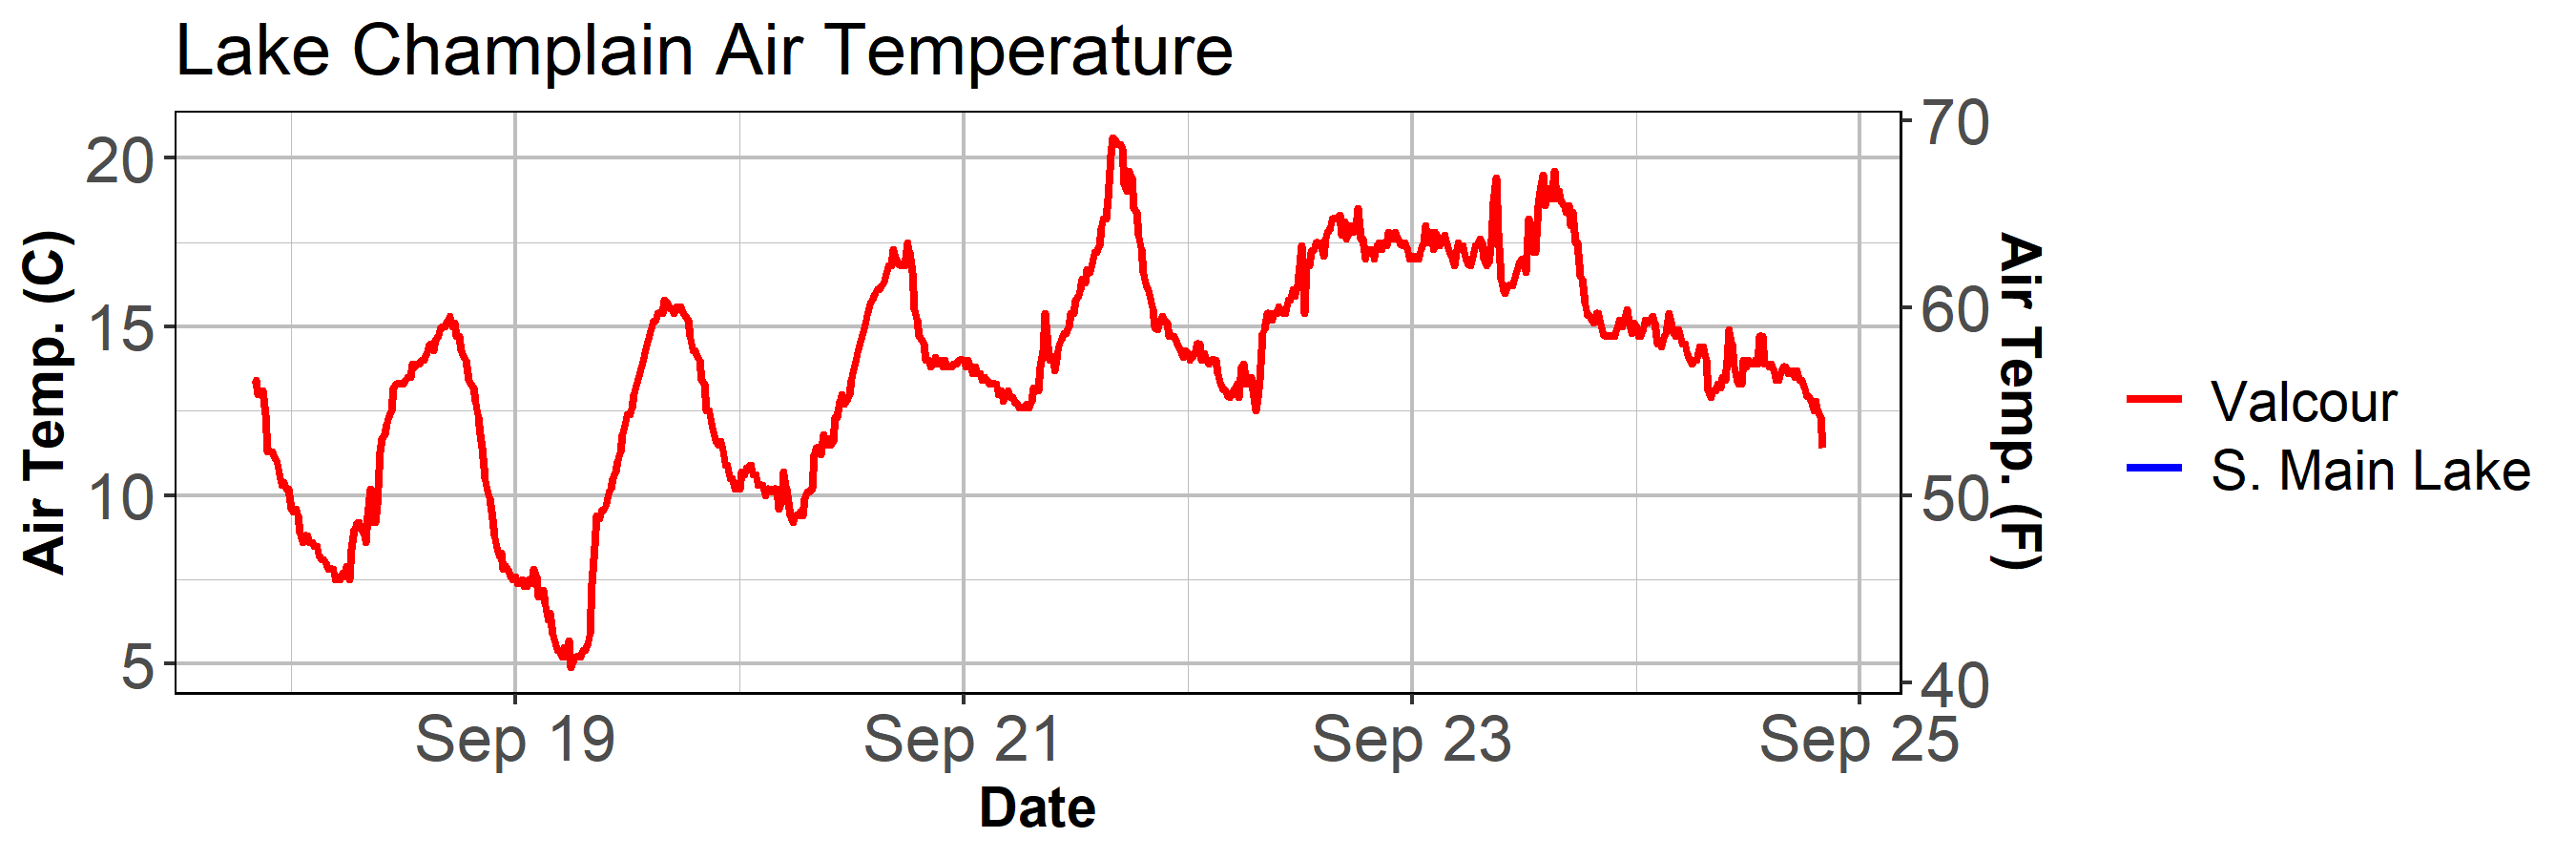 Lake Champlain Air Temperature
20
15
10
5
Air Temp. (C)
70
60
50
40
Air Temp. (F)
Sep 19
Sep 21
Sep 23
Sep 25
Date
Valcour
S. Main Lake